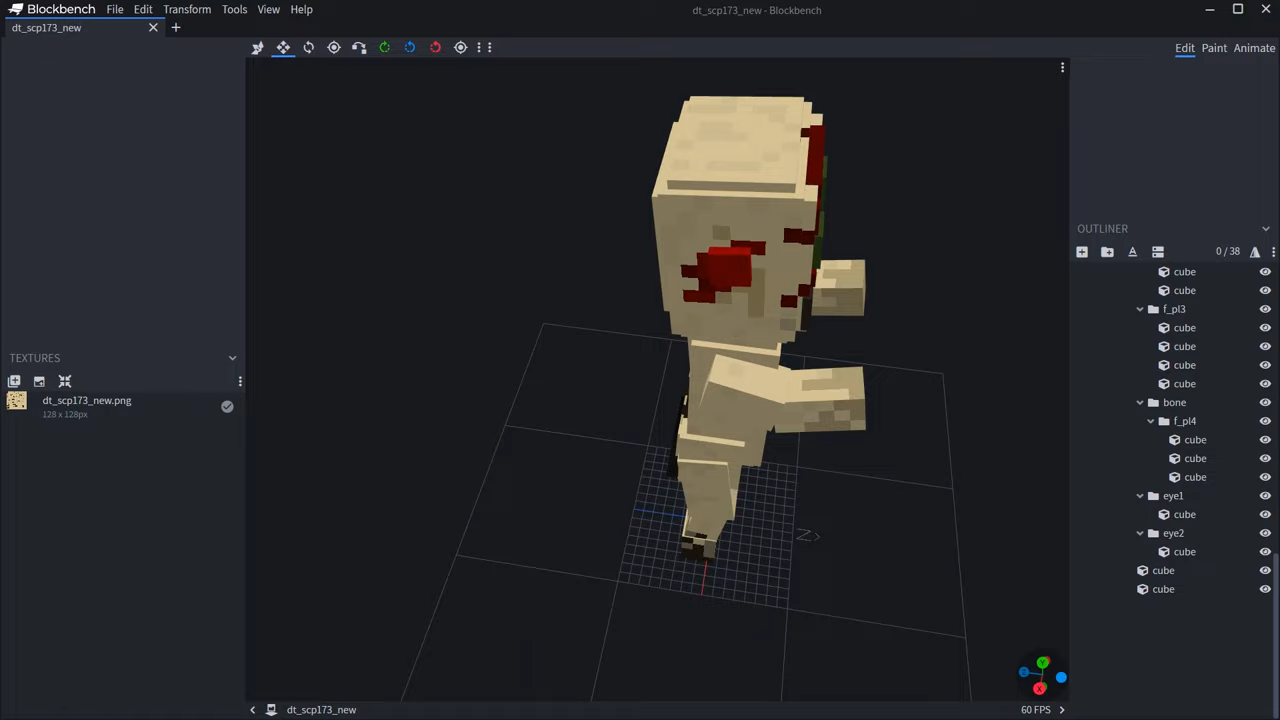 Blockbench File Edit Transform Tools View Help
dt_scp173_new - Blockbench
dt_scp173_new
Edit Paint Animate
OUTLINER
0 / 38
cube
cube
f_pl3
cube
cube
cube
cube
bone
f_pl4
cube
cube
cube
eye1
cube
eye2
cube
cube
cube
TEXTURES
dt_scp173_new.png
128 x 128px
Z
Y
X
dt_scp173_new
60 FPS